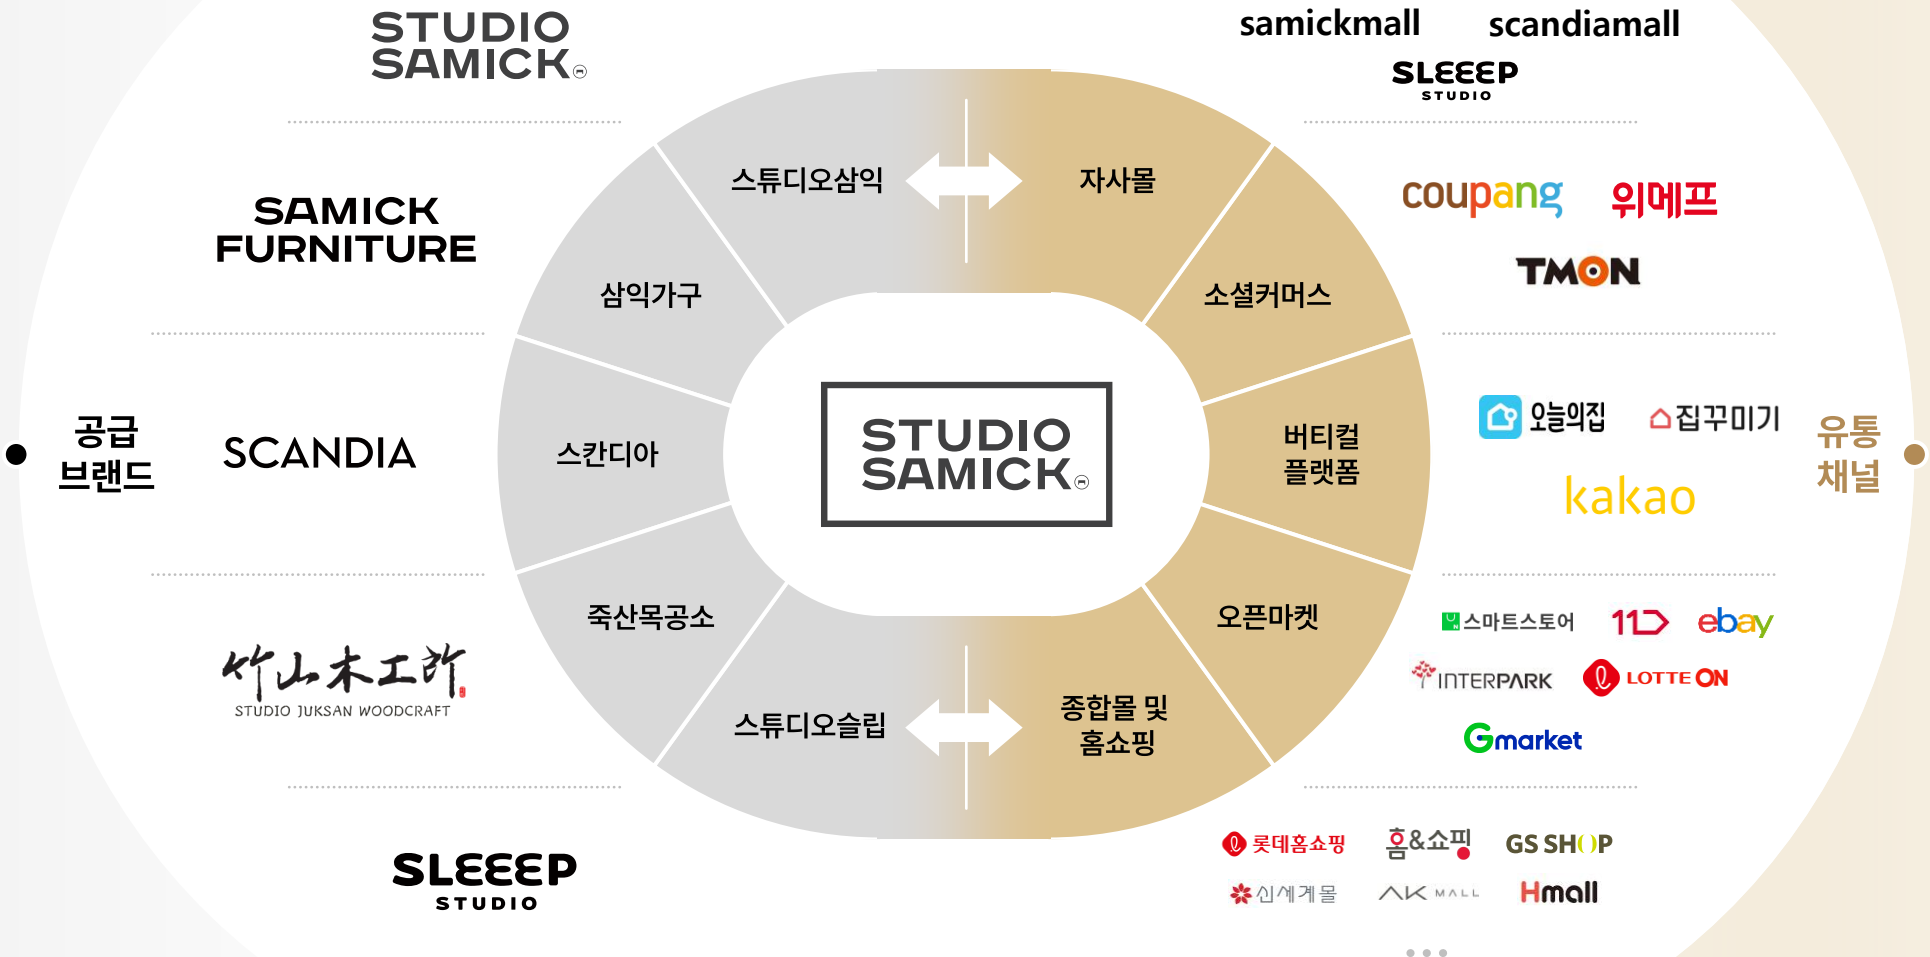 STUDIO
SAMICK
samickmall
scandiamall
SLEEEP
STUDIO
스튜디오삼익
자사몰
SAMICK
FURNITURE
coupang
위메프
TMON
삼익가구
소셜커머스
공급
브랜드
SCANDIA
스칸디아
STUDIO
SAMICK
버티컬
플랫폼
오늘의집
집꾸미기
kakao
유통
채널
竹山木工所
STUDIO JUKSAN WOODCRAFT
죽산목공소
오픈마켓
스마트스토어
11
ebay
INTERPARK
LOTTE ON
Gmarket
스튜디오슬립
종합몰 및
홈쇼핑
SLEEEP
STUDIO
롯데홈쇼핑
홈&쇼핑
GS SHOP
신세계몰
AK MALL
Hmall